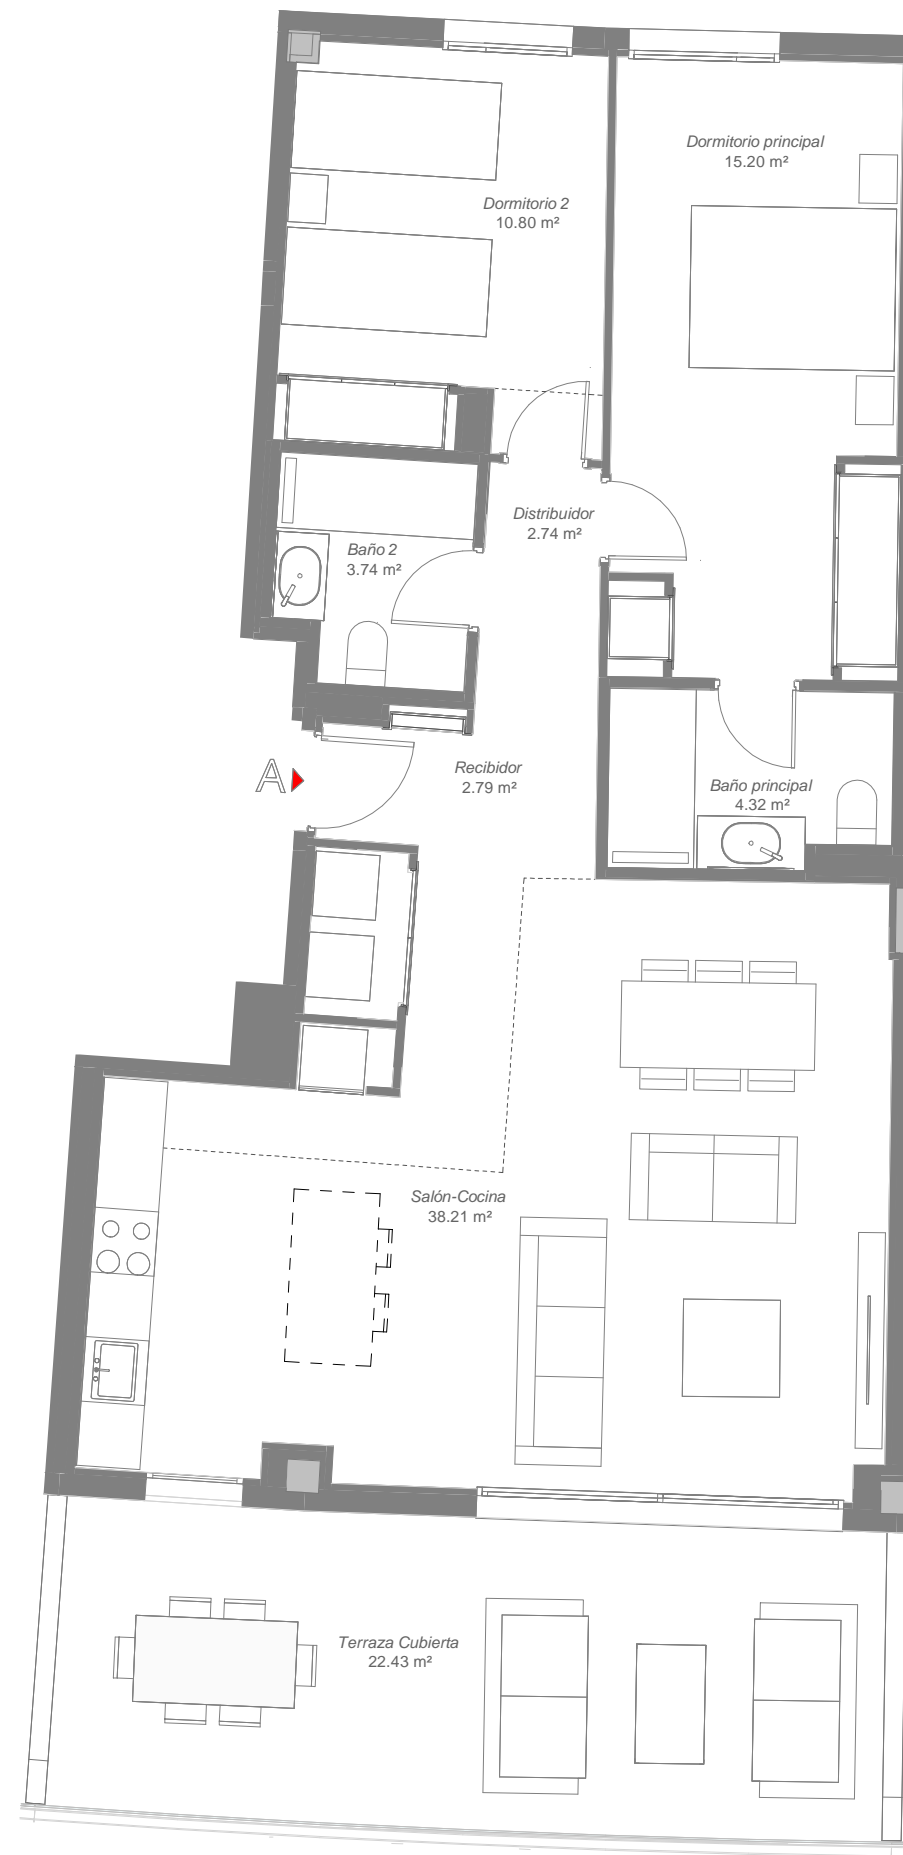 Dormitorio principal
15.20 m²
Dormitorio 2
10.80 m²
Distribuidor
2.74 m²
Baño 2
3.74 m²
Recibidor
2.79 m²
A
Baño principal
4.32 m²
Salón-Cocina
38.21 m²
Terraza Cubierta
22.43 m²